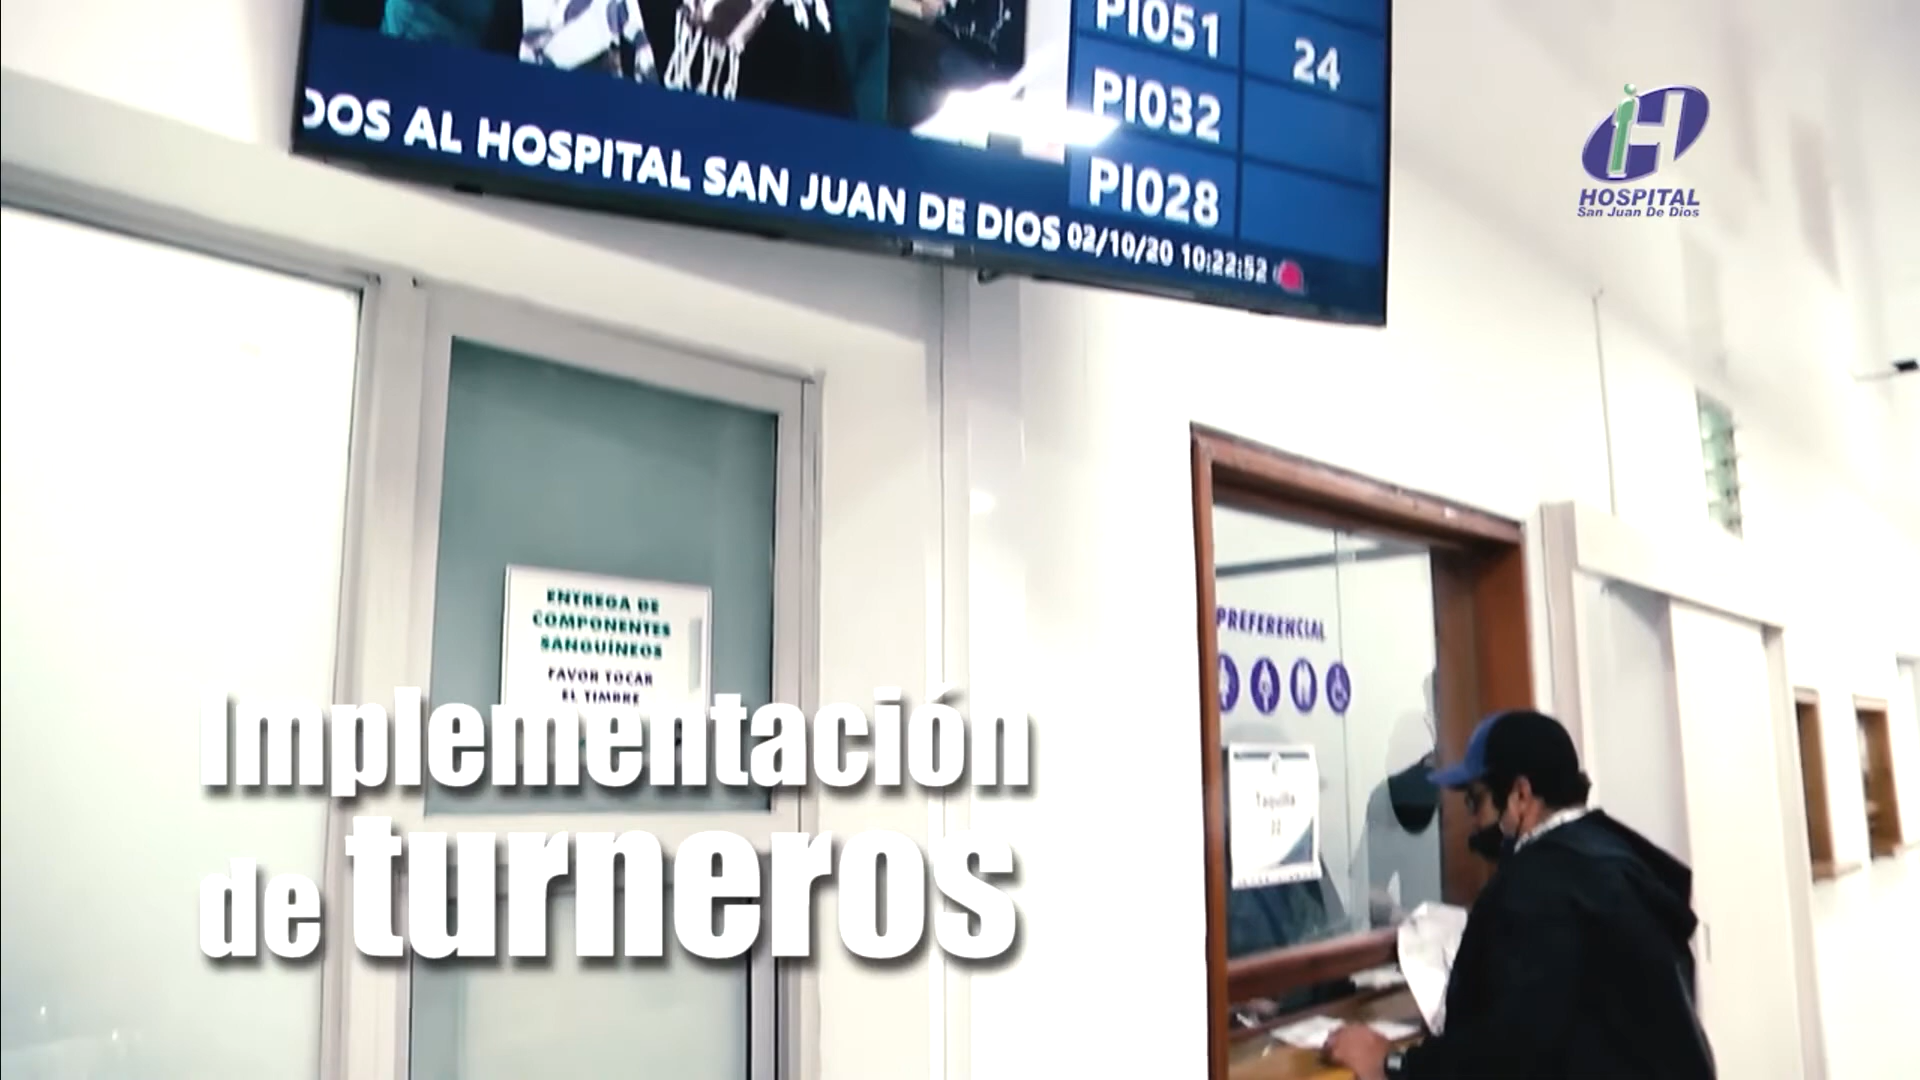 PI051
24
PI032
PI028
DOS AL HOSPITAL SAN JUAN DE DIOS 02/10/20 10:22:52
HOSPITAL
San Juan De Dios
ENTREGA DE
COMPONENTES
SANGUÍNEOS
FAVOR TOCAR
EL TIMBRE
PREFERENCIAL
Taquilla
Implementación
de turneros